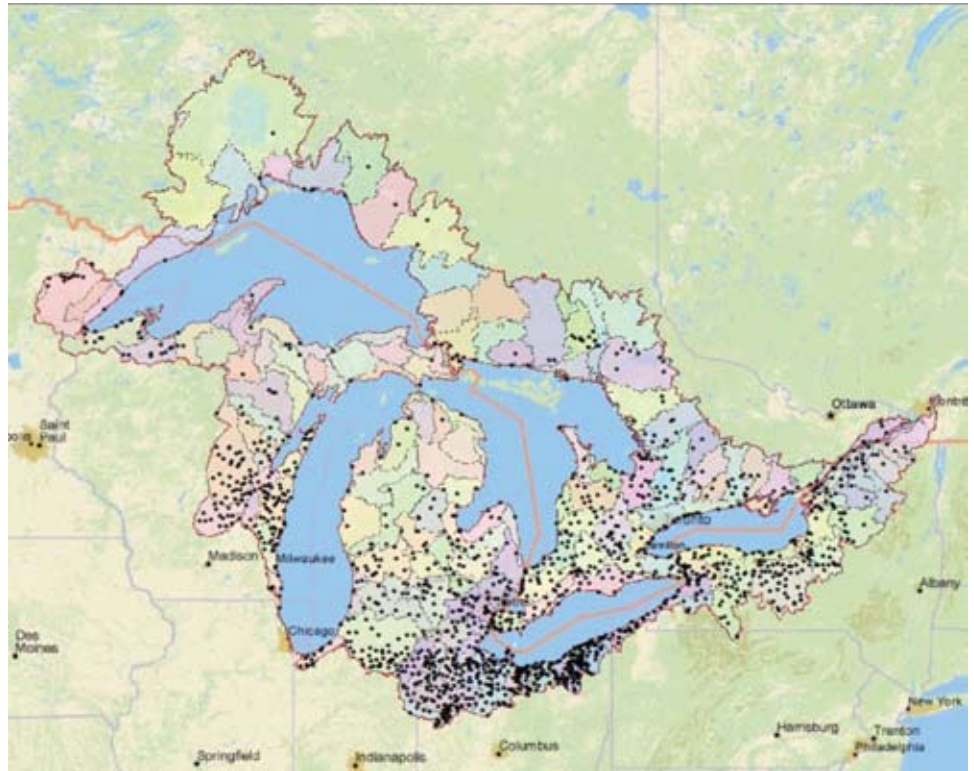 Ottawa
Saint
Paul
Madison
Milwaukee
Albany
Chicago
Des
Moines
New York
Harrisburg
Trenton
Philadelphia
Columbus
Springfield
Indianapolis